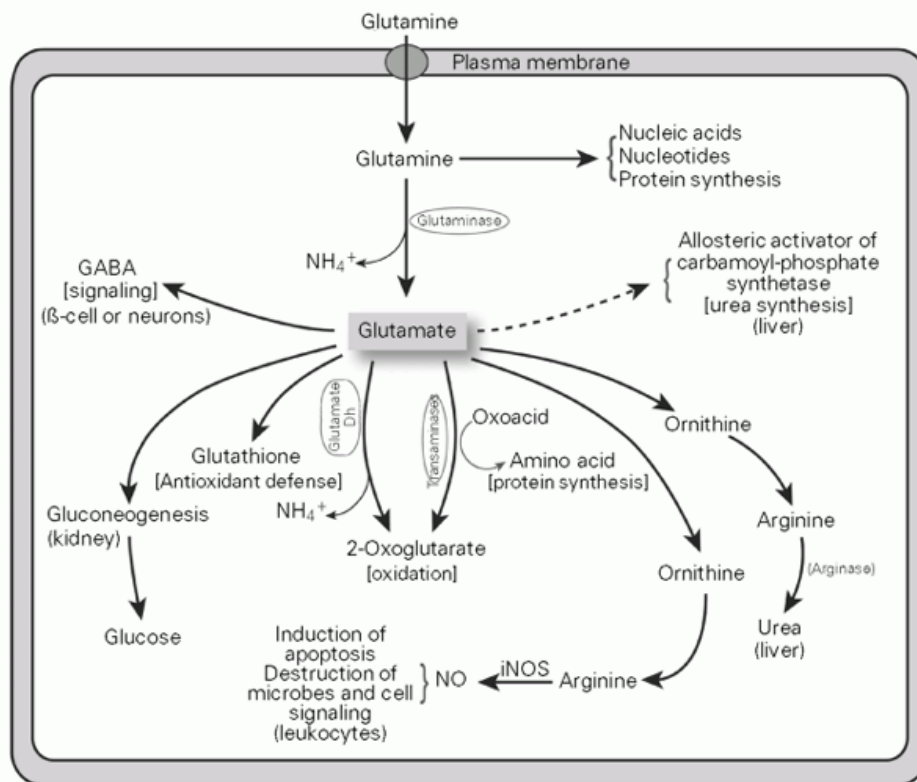 Glutamine
Plasma membrane
Glutamine
Nucleic acids
Nucleotides
Protein synthesis
Glutaminase
NH₄⁺
GABA
[signaling]
(ß-cell or neurons)
Allosteric activator of
carbamoyl-phosphate
synthetase
[urea synthesis]
(liver)
Glutamate
Glutamate
Dh
Transaminases
Oxoacid
Amino acid
[protein synthesis]
Glutathione
[Antioxidant defense]
NH₄⁺
Gluconeogenesis
(kidney)
2-Oxoglutarate
[oxidation]
Ornithine
Arginine
(Arginase)
Urea
(liver)
Ornithine
Glucose
Induction of
apoptosis
Destruction of
microbes and cell
signaling
(leukocytes)
NO
iNOS
Arginine